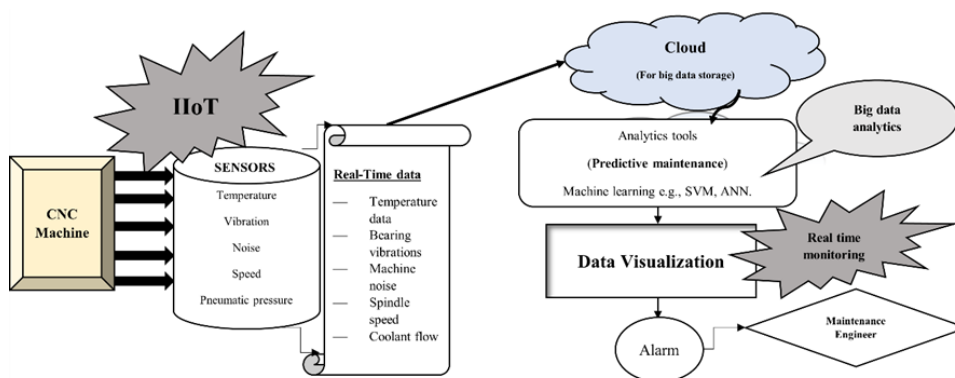 IIoT
CNC
Machine
SENSORS
Temperature
Vibration
Noise
Speed
Pneumatic pressure
Real-Time data
— Temperature
data
— Bearing
vibrations
— Machine
noise
— Spindle
speed
— Coolant flow
Cloud
(For big data storage)
Analytics tools
(Predictive maintenance)
Machine learning e.g., SVM, ANN.
Big data
analytics
Data Visualization
Real time
monitoring
Alarm
Maintenance
Engineer